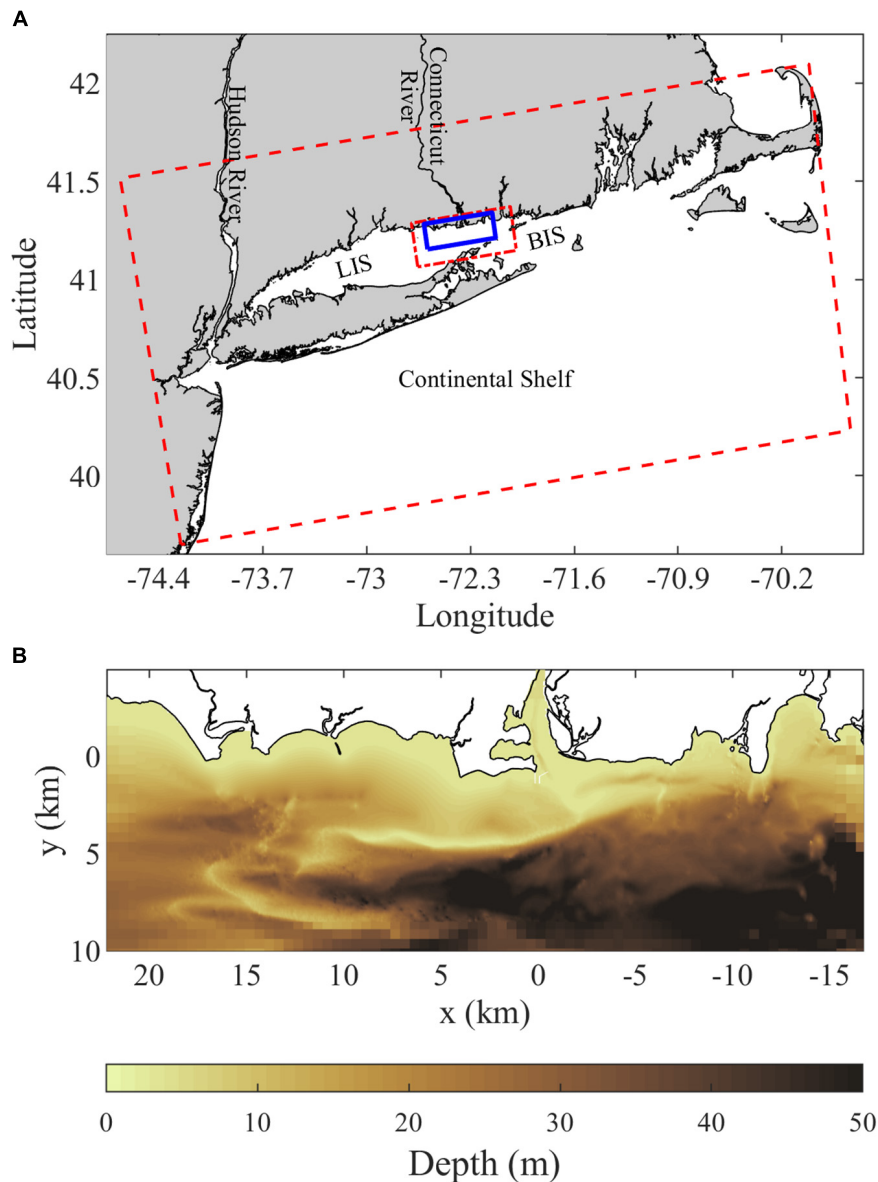 A
Latitude
42
41.5
41
40.5
40
Hudson River
Connecticut
River
LIS
BIS
Continental Shelf
-74.4
-73.7
-73
-72.3
-71.6
-70.9
-70.2
Longitude
B
y (km)
0
5
10
20
15
10
5
0
-5
-10
-15
x (km)
0
10
20
30
40
50
Depth (m)